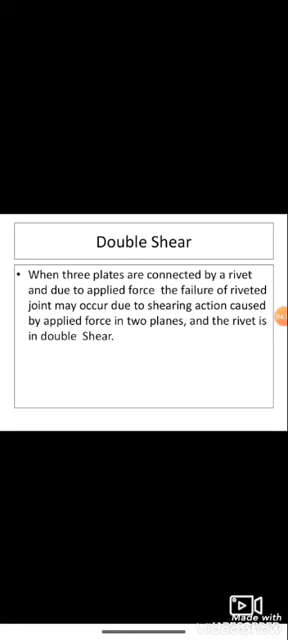 Double Shear
• When three plates are connected by a rivet
and due to applied force the failure of riveted
joint may occur due to shearing action caused
by applied force in two planes, and the rivet is
in double Shear.
Made with